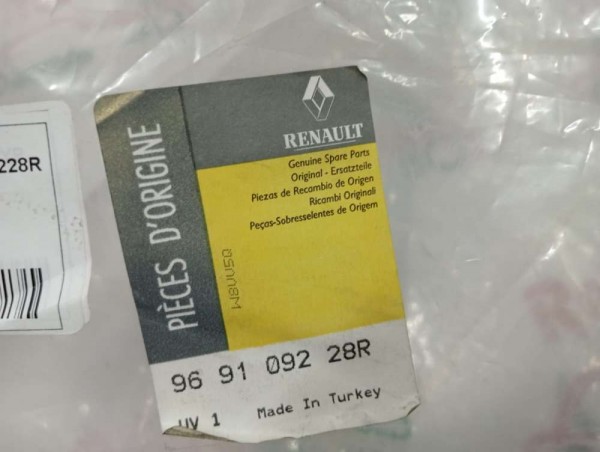 228R
PIÈCES D'ORIGINE
RENAULT
Genuine Spare Parts
Original - Ersatzteile
Piezas de Recambio de Origen
Ricambi Originali
Peças-Sobresselentes de Origem
96 91 092 28R
UV 1 Made In Turkey